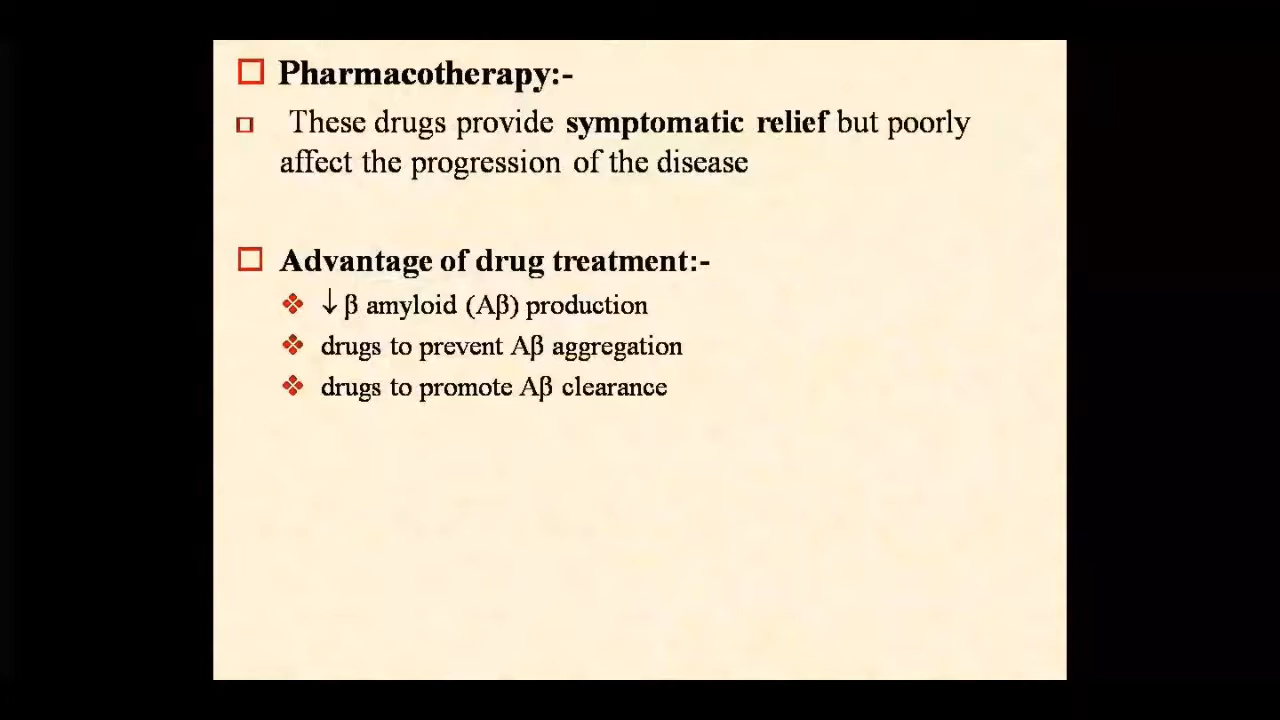 Pharmacotherapy:-
These drugs provide symptomatic relief but poorly
affect the progression of the disease
Advantage of drug treatment:-
↓ β amyloid (Aβ) production
drugs to prevent Aβ aggregation
drugs to promote Aβ clearance